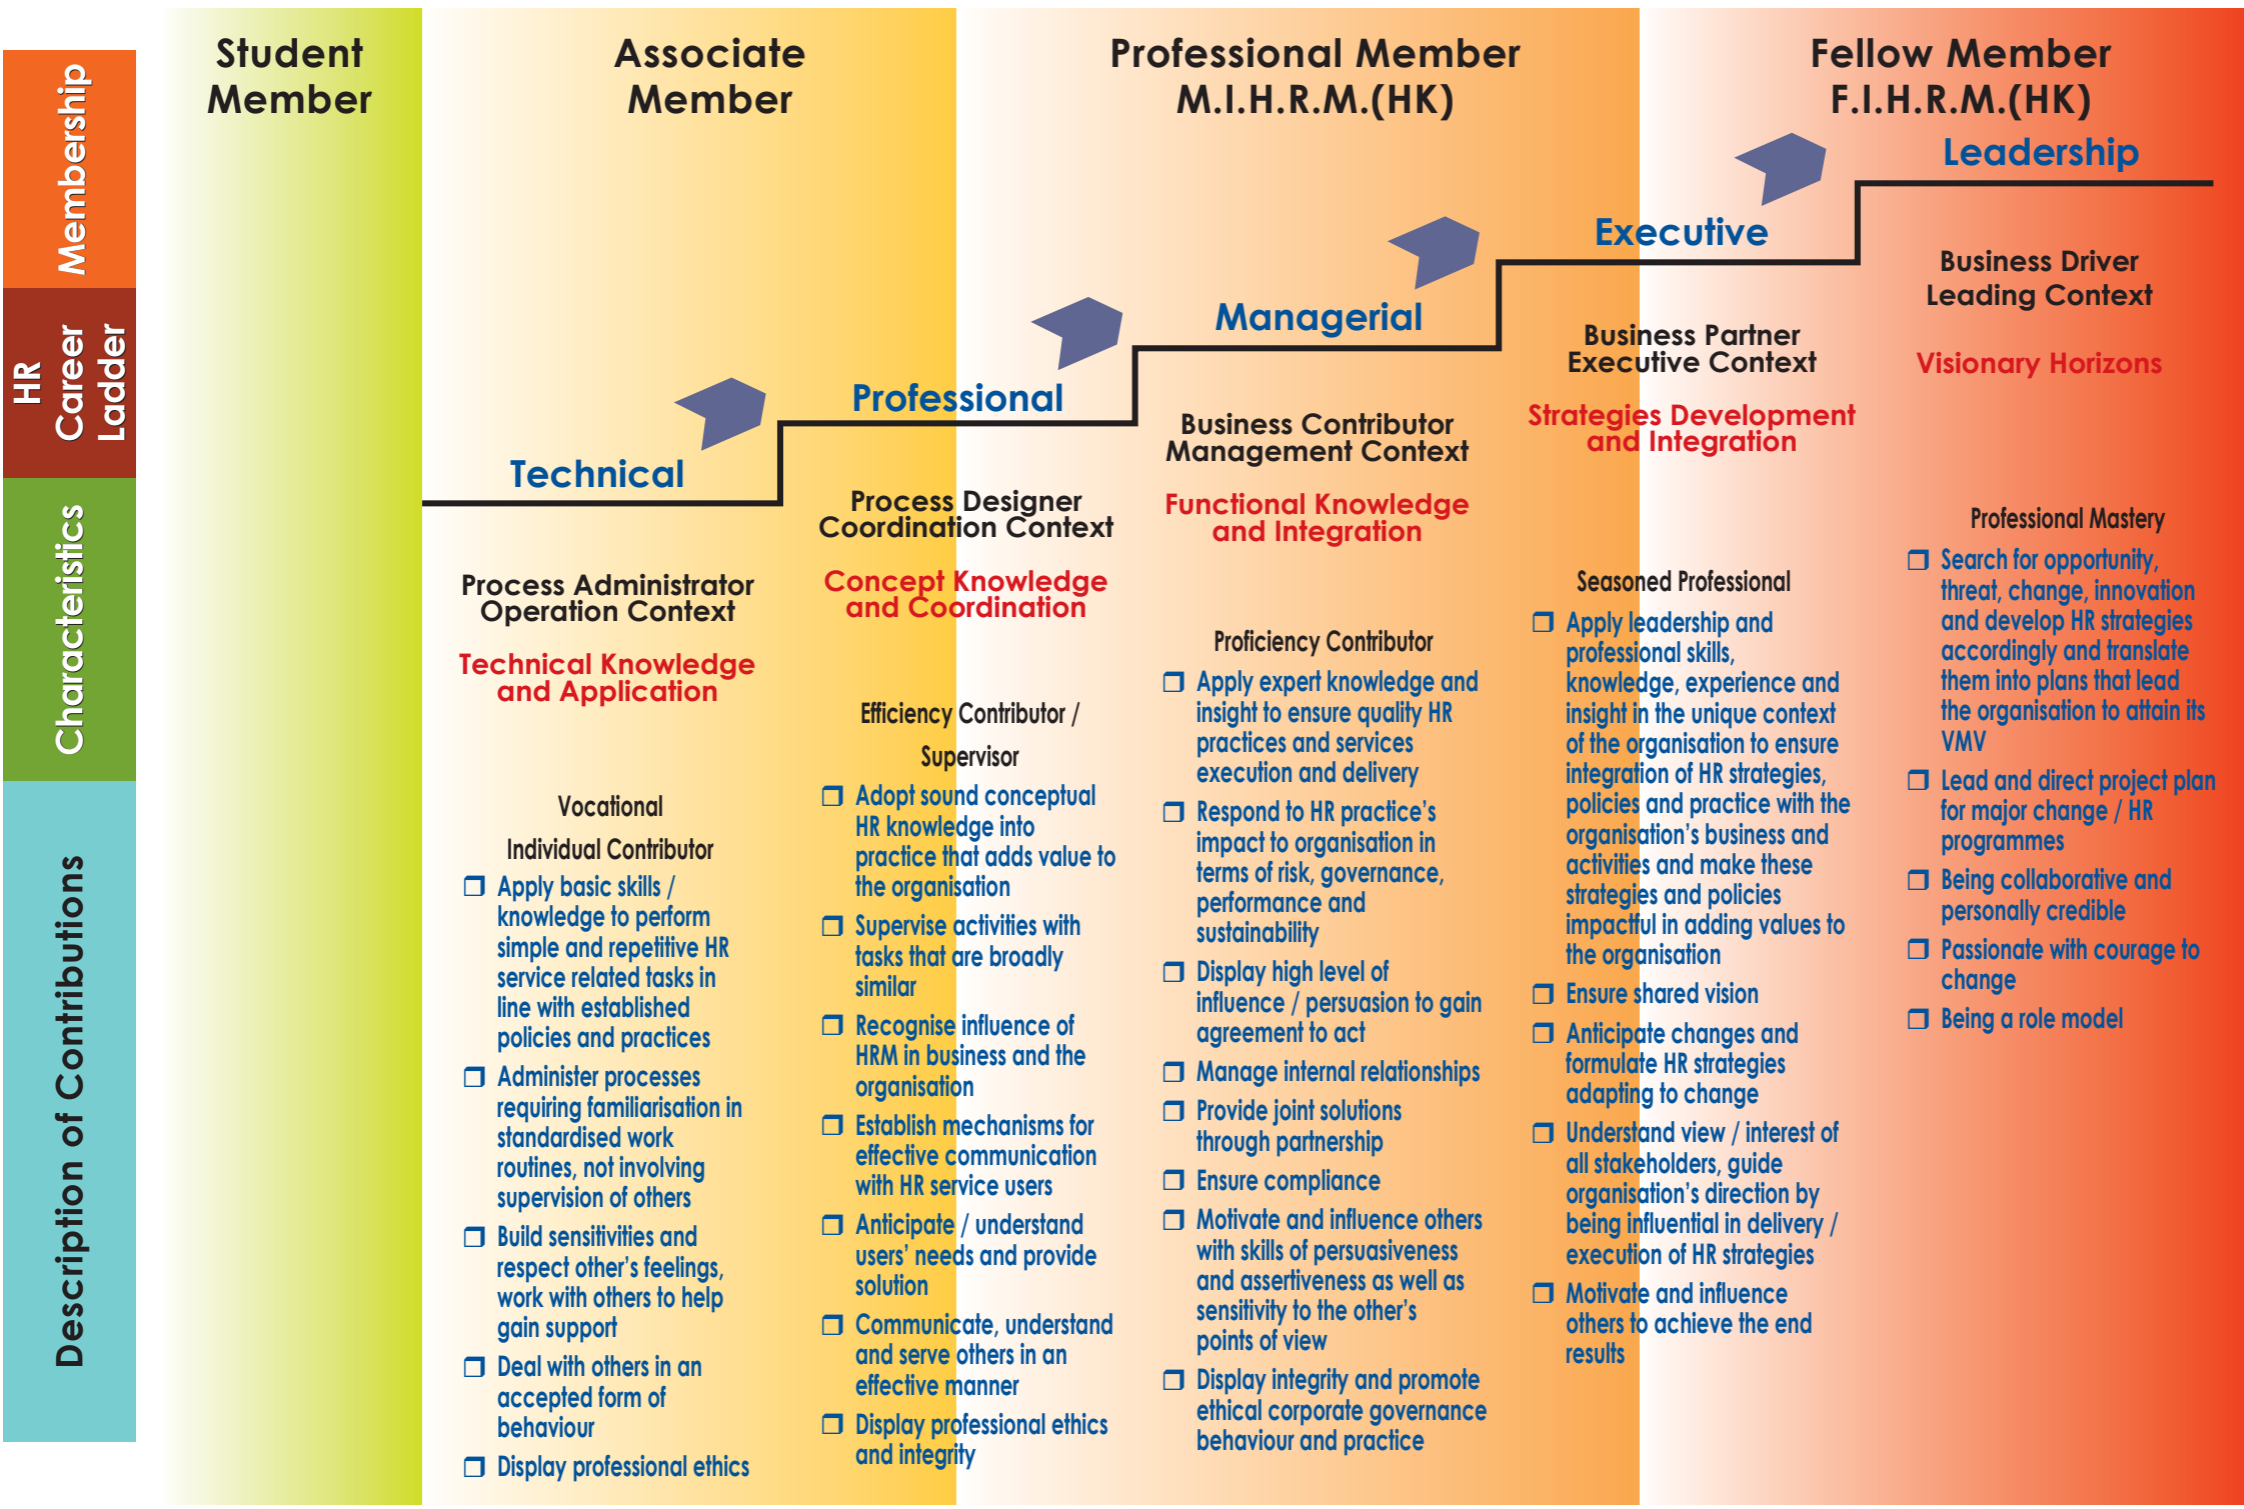 Student
Member
Associate
Member
Professional Member
M.I.H.R.M.(HK)
Fellow Member
F.I.H.R.M.(HK)
Membership
HR
Career
Ladder
Characteristics
Description of Contributions
Technical
Process Administrator
Operation Context
Technical Knowledge
and Application
Vocational
Individual Contributor
Apply basic skills /
knowledge to perform
simple and repetitive HR
service related tasks in
line with established
policies and practices
Administer processes
requiring familiarisation in
standardised work
routines, not involving
supervision of others
Build sensitivities and
respect other's feelings,
work with others to help
gain support
Deal with others in an
accepted form of
behaviour
Display professional ethics
Professional
Process Designer
Coordination Context
Concept Knowledge
and Coordination
Efficiency Contributor /
Supervisor
Adopt sound conceptual
HR knowledge into
practice that adds value to
the organisation
Supervise activities with
tasks that are broadly
similar
Recognise influence of
HRM in business and the
organisation
Establish mechanisms for
effective communication
with HR service users
Anticipate / understand
users' needs and provide
solution
Communicate, understand
and serve others in an
effective manner
Display professional ethics
and integrity
Managerial
Business Contributor
Management Context
Functional Knowledge
and Integration
Proficiency Contributor
Apply expert knowledge and
insight to ensure quality HR
practices and services
execution and delivery
Respond to HR practice's
impact to organisation in
terms of risk, governance,
performance and
sustainability
Display high level of
influence / persuasion to gain
agreement to act
Manage internal relationships
Provide joint solutions
through partnership
Ensure compliance
Motivate and influence others
with skills of persuasiveness
and assertiveness as well as
sensitivity to the other's
points of view
Display integrity and promote
ethical corporate governance
behaviour and practice
Executive
Business Partner
Executive Context
Strategies Development
and Integration
Seasoned Professional
Apply leadership and
professional skills,
knowledge, experience and
insight in the unique context
of the organisation to ensure
integration of HR strategies,
policies and practice with the
organisation's business and
activities and make these
strategies and policies
impactful in adding values to
the organisation
Ensure shared vision
Anticipate changes and
formulate HR strategies
adapting to change
Understand view / interest of
all stakeholders, guide
organisation's direction by
being influential in delivery /
execution of HR strategies
Motivate and influence
others to achieve the end
results
Leadership
Business Driver
Leading Context
Visionary Horizons
Professional Mastery
Search for opportunity,
threat, change, innovation
and develop HR strategies
accordingly and translate
them into plans that lead
the organisation to attain its
VMV
Lead and direct project plan
for major change / HR
programmes
Being collaborative and
personally credible
Passionate with courage to
change
Being a role model